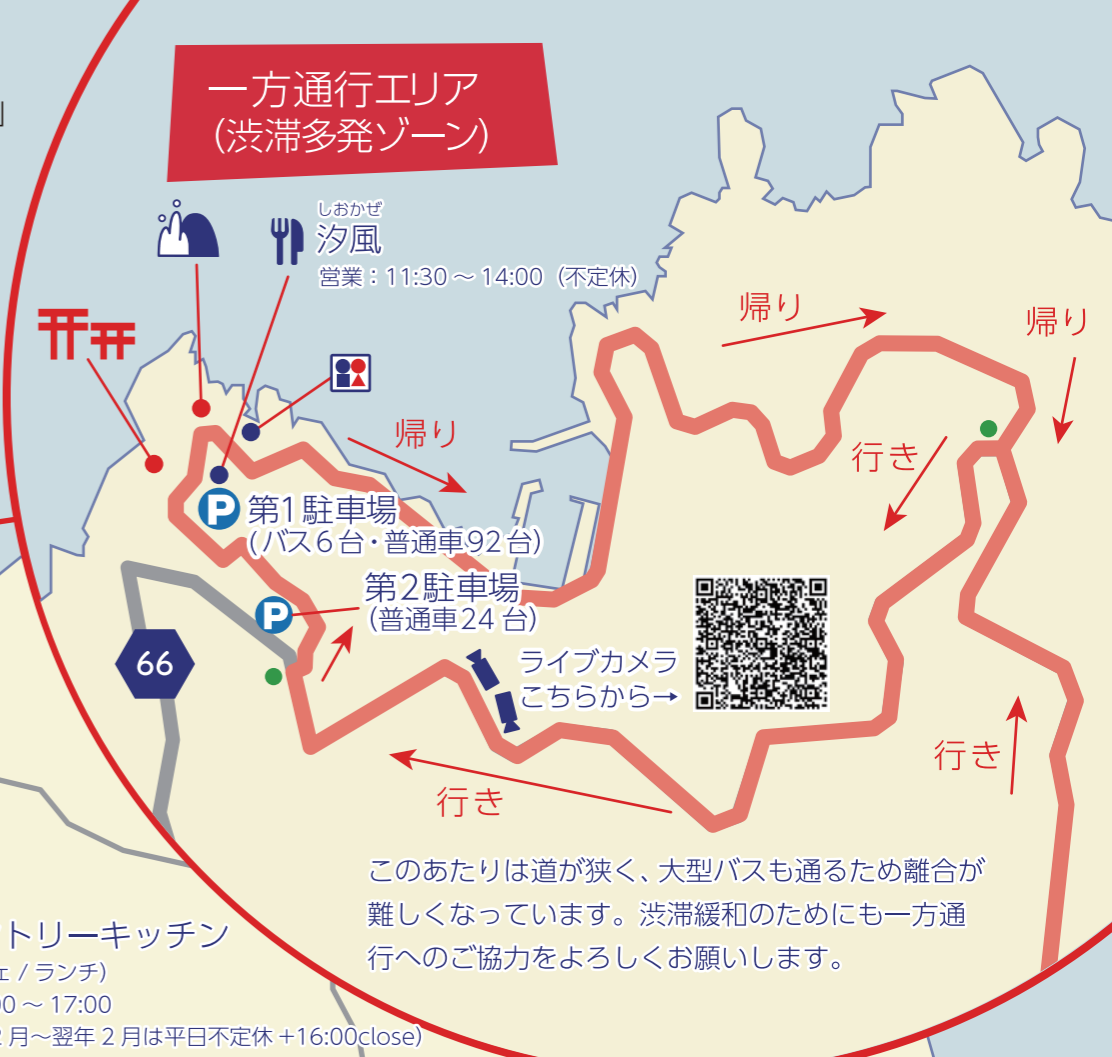 」
一方通行エリア
（渋滞多発ゾーン）
しおかぜ
汐風
営業：11:30 ～ 14:00（不定休）
帰り
帰り
帰り
行き
P
第1駐車場
（バス6台・普通車92台）
第2駐車場
P
（普通車24台）
66
ライブカメラ
こちらから→
行き
行き
このあたりは道が狭く、大型バスも通るため離合が
難しくなっています。渋滞緩和のためにも一方通
行へのご協力をよろしくお願いします。
トリーキッチン
ェ / ランチ）
00 ～ 17:00
2 月～翌年 2 月は平日不定休 +16:00close）